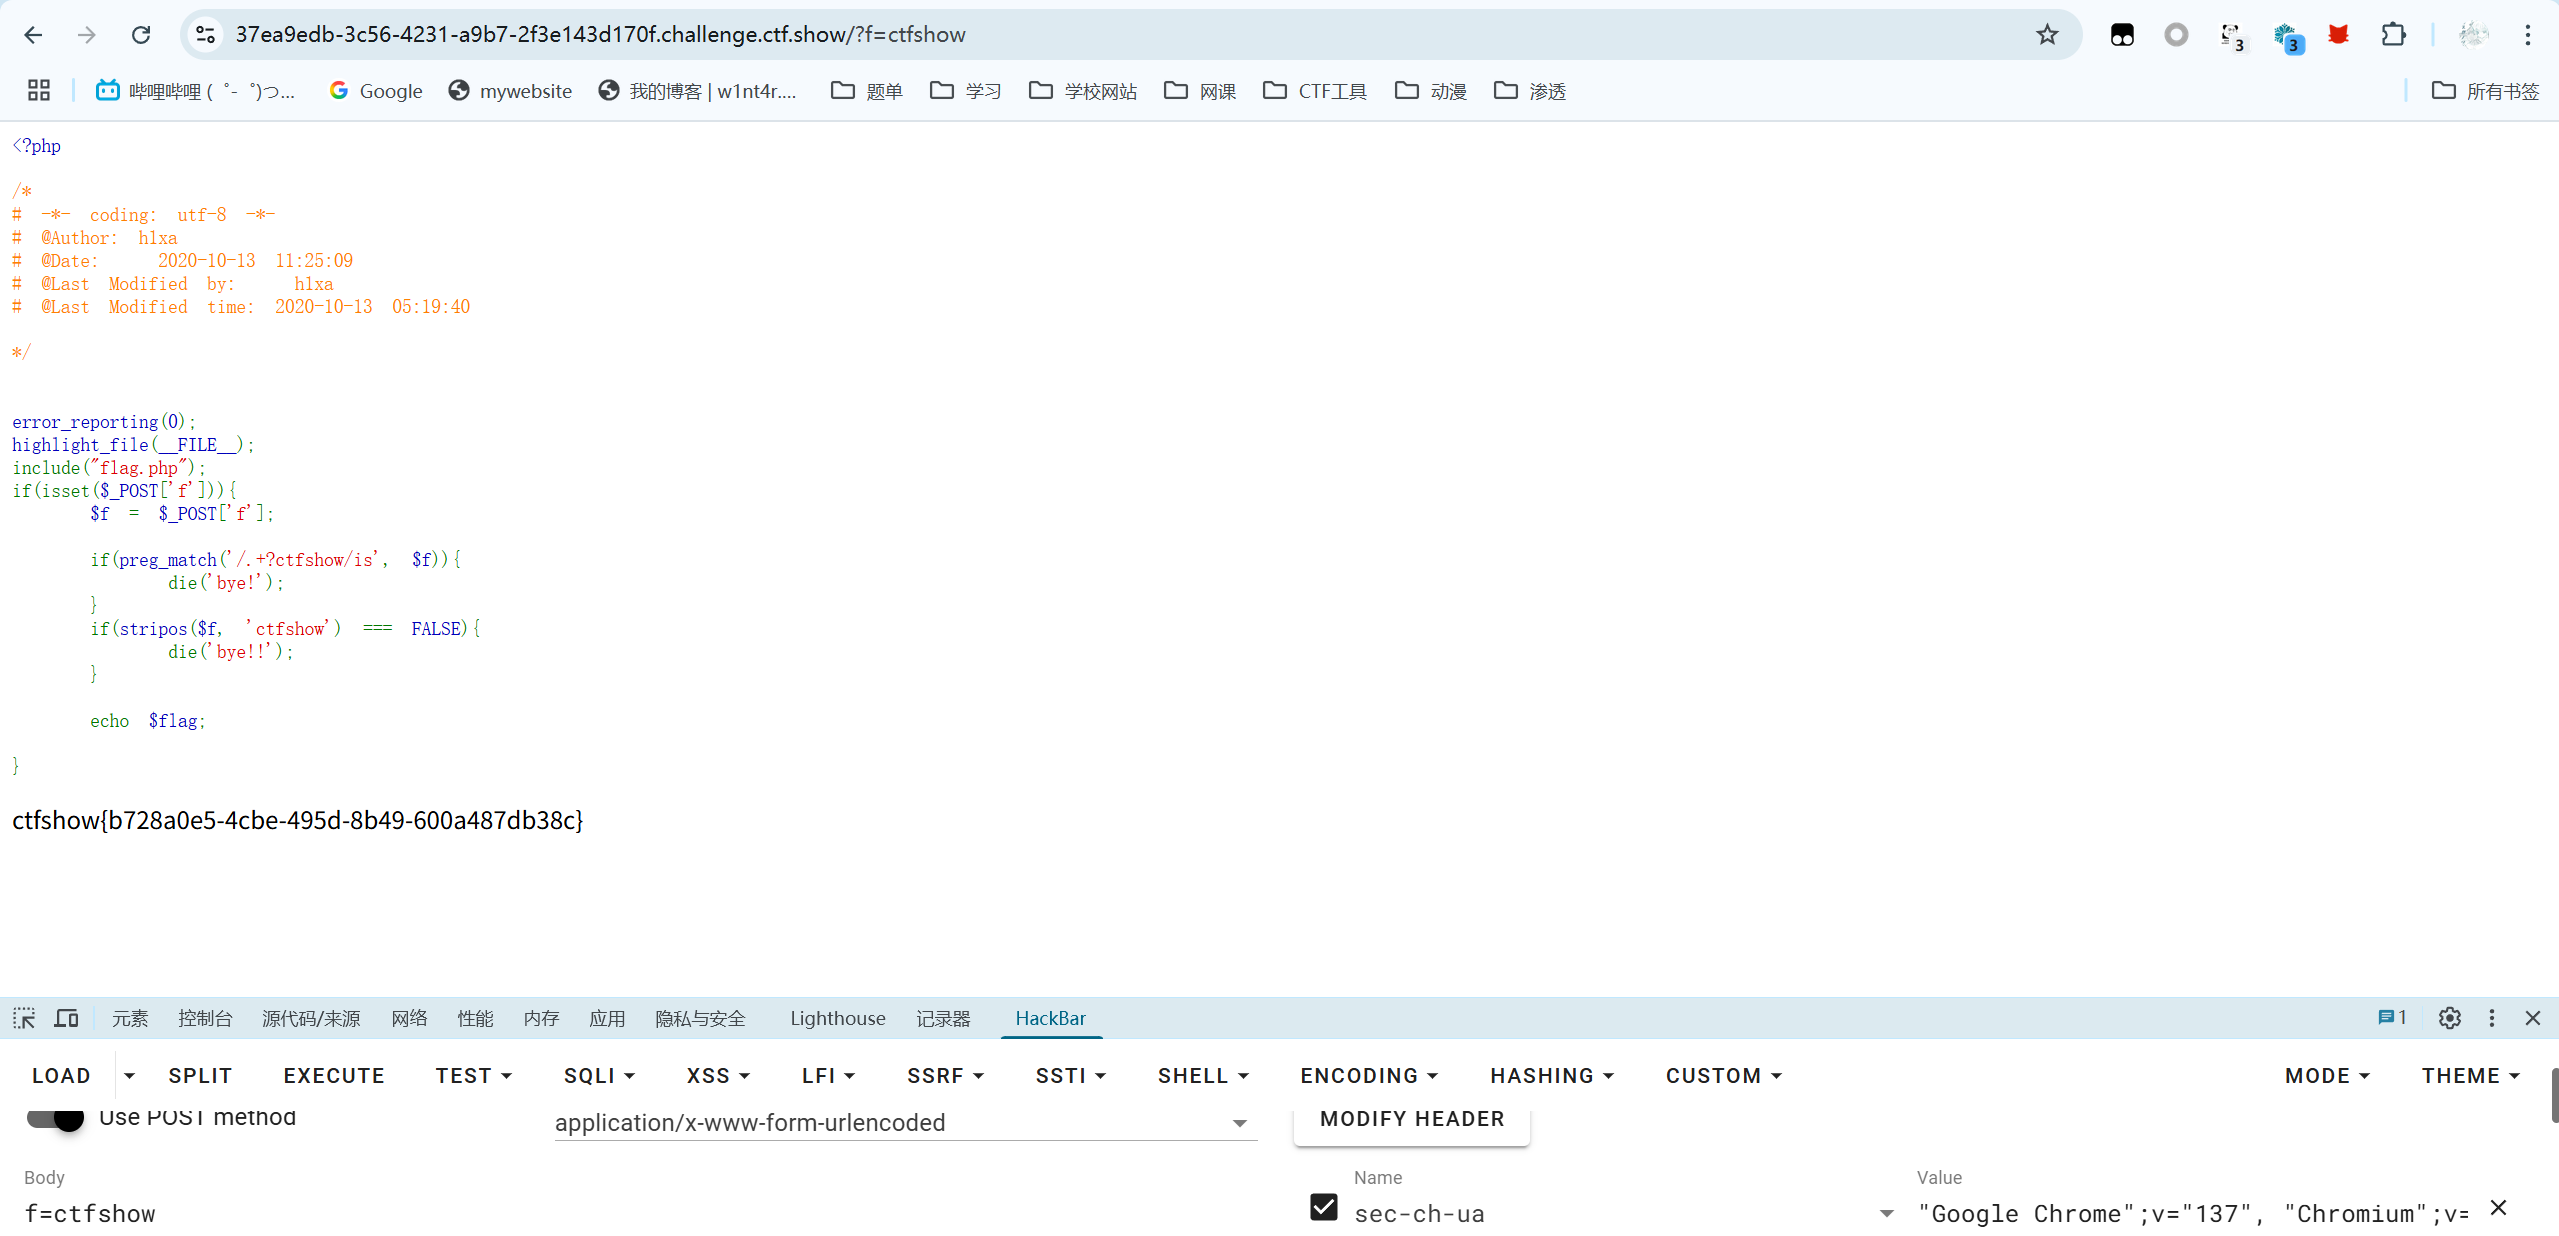 37ea9edb-3c56-4231-a9b7-2f3e143d170f.challenge.ctf.show/?f=ctfshow
3
3
哔哩哔哩 (゜-゜)つ... Google mywebsite 我的博客 | w1nt4r.... 题单 学习 学校网站 网课 CTF工具 动漫 渗透 所有书签
<?php
/*
# -*- coding: utf-8 -*-
# @Author: h1xa
# @Date: 2020-10-13 11:25:09
# @Last Modified by: h1xa
# @Last Modified time: 2020-10-13 05:19:40
*/
error_reporting(0);
highlight_file(__FILE__);
include("flag.php");
if(isset($_POST['f'])){
$f = $_POST['f'];
if(preg_match('/.+?ctfshow/is', $f)){
die('bye!');
}
if(stripos($f, 'ctfshow') === FALSE){
die('bye!!');
}
echo $flag;
}
ctfshow{b728a0e5-4cbe-495d-8b49-600a487db38c}
元素 控制台 源代码/来源 网络 性能 内存 应用 隐私与安全 Lighthouse 记录器 HackBar 1
LOAD SPLIT EXECUTE TEST SQLI XSS LFI SSRF SSTI SHELL ENCODING HASHING CUSTOM MODE THEME
Use POST method application/x-www-form-urlencoded MODIFY HEADER
Body Name Value
f=ctfshow sec-ch-ua "Google Chrome";v="137", "Chromium";v=